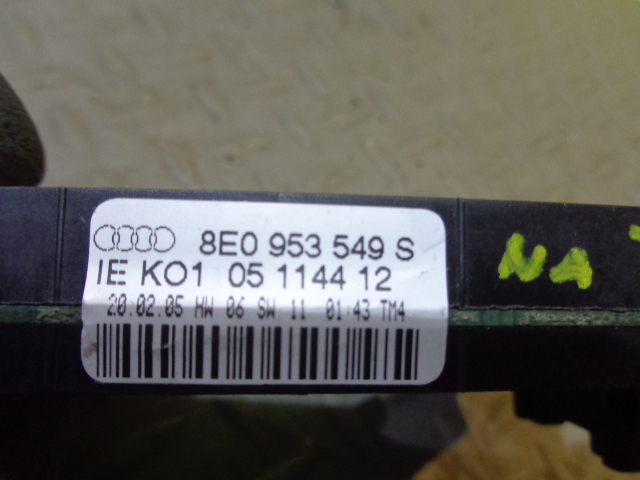 8E0 953 549 S
IE KO1 05 1144 12
20.02.05 HW 06 SW 11 01:43 TM4
NA